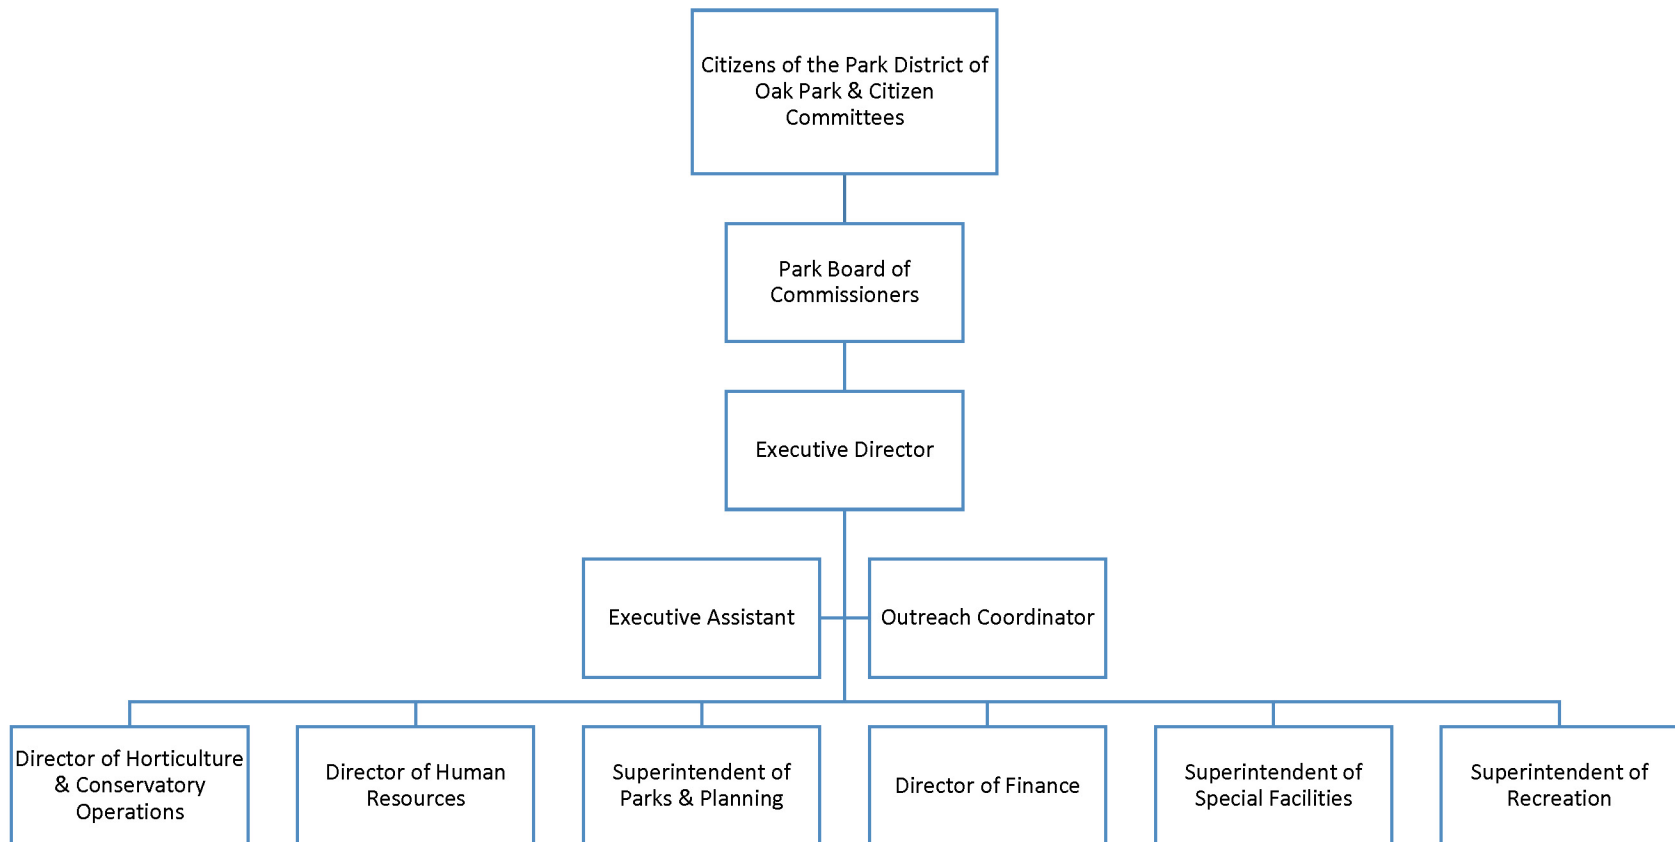 Citizens of the Park District of
Oak Park & Citizen
Committees
Park Board of
Commissioners
Executive Director
Executive Assistant
Outreach Coordinator
Director of Horticulture
& Conservatory
Operations
Director of Human
Resources
Superintendent of
Parks & Planning
Director of Finance
Superintendent of
Special Facilities
Superintendent of
Recreation